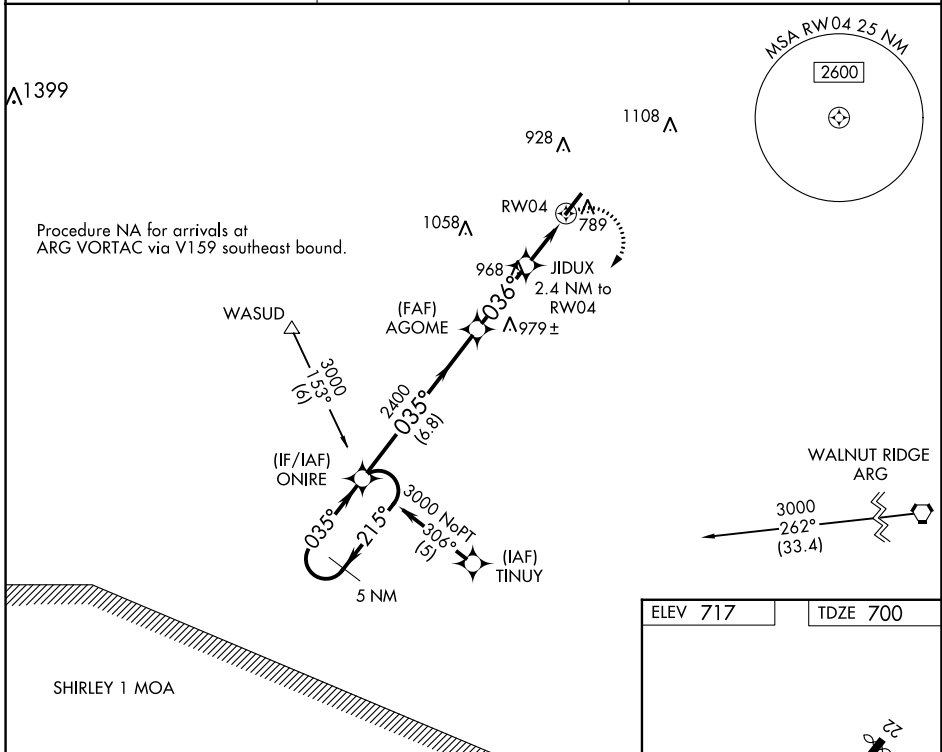 MSA RW04 25 NM
2600
1399
1108
928
RW04
789
1058
Procedure NA for arrivals at
ARG VORTAC via V159 southeast bound.
968
JIDUX
2.4 NM to
RW04
036°
(FAF)
AGOME
979±
WASUD
3000
153°
(6)
2400
035°
(6.8)
(IF/IAF)
ONIRE
WALNUT RIDGE
ARG
3000
262°
(33.4)
035°
215°
3000 NoPT
306°
(5)
(IAF)
TINUY
5 NM
ELEV 717
TDZE 700
SHIRLEY 1 MOA
22